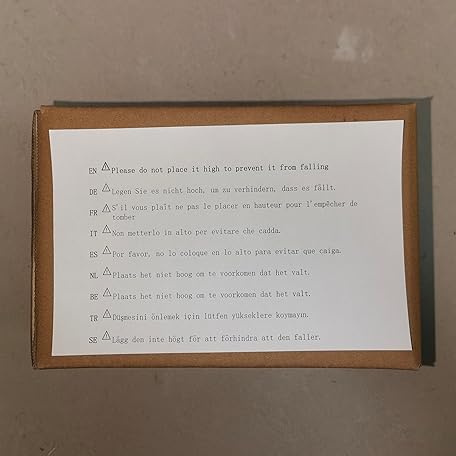 EN ⚠Please do not place it high to prevent it from falling
DE ⚠Legen Sie es nicht hoch, um zu verhindern, dass es fällt.
FR ⚠S'il vous plaît ne pas le placer en hauteur pour l'empêcher de
tomber
IT ⚠Non metterlo in alto per evitare che cadda.
ES ⚠Por favor, no lo coloque en lo alto para evitar que caiga.
NL ⚠Plaats het niet hoog om te voorkomen dat het valt.
BE ⚠Plaats het niet hoog om te voorkomen dat het valt.
TR ⚠Düşmesini önlemek için lütfen yükseklere koymayın.
SE ⚠Lägg den inte högt för att förhindra att den faller.